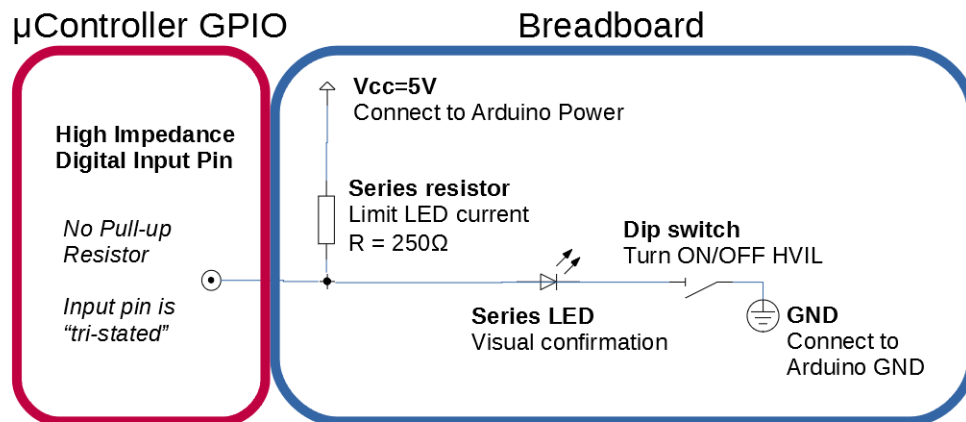 μController GPIO
Breadboard
High Impedance
Digital Input Pin
No Pull-up
Resistor
Input pin is
“tri-stated”
Vcc=5V
Connect to Arduino Power
Series resistor
Limit LED current
R = 250Ω
Series LED
Visual confirmation
Dip switch
Turn ON/OFF HVIL
GND
Connect to
Arduino GND